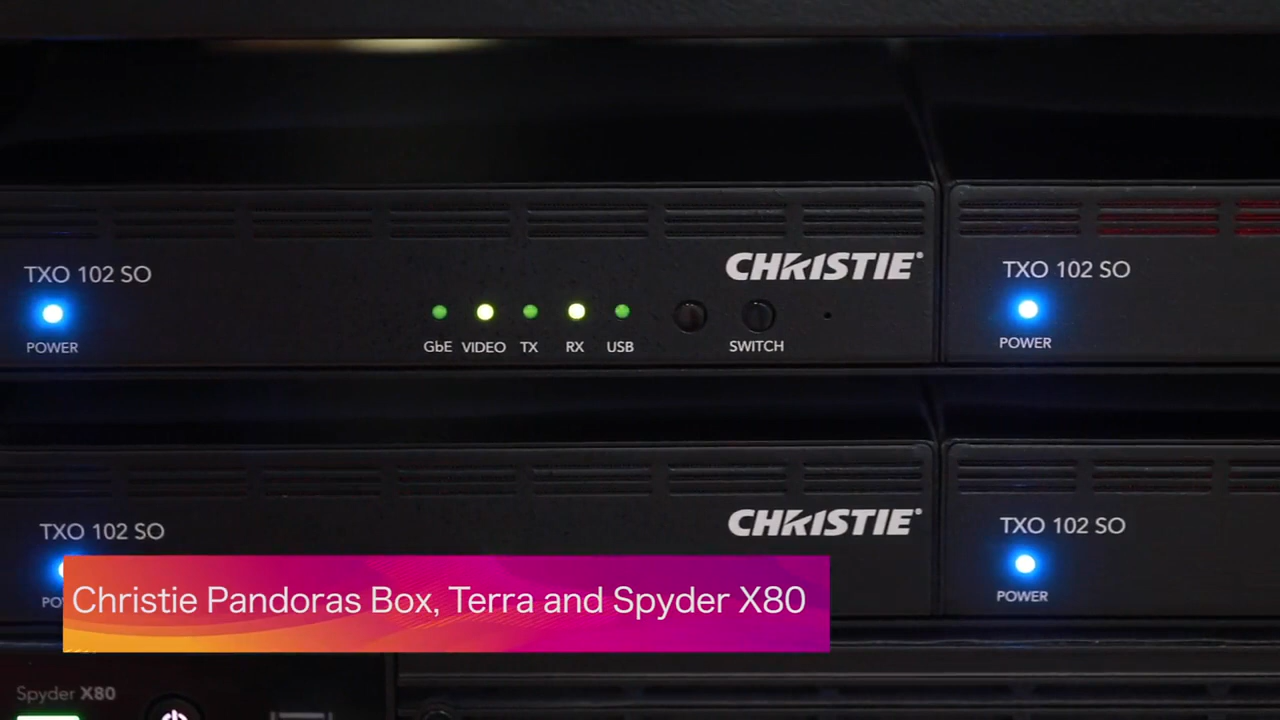 TXO 102 SO
POWER
GbE VIDEO TX RX USB
SWITCH
CHRISTIE®
TXO 102 SO
POWER
TXO 102 SO
CHRISTIE®
TXO 102 SO
POWER
Christie Pandoras Box, Terra and Spyder X80
Spyder X80